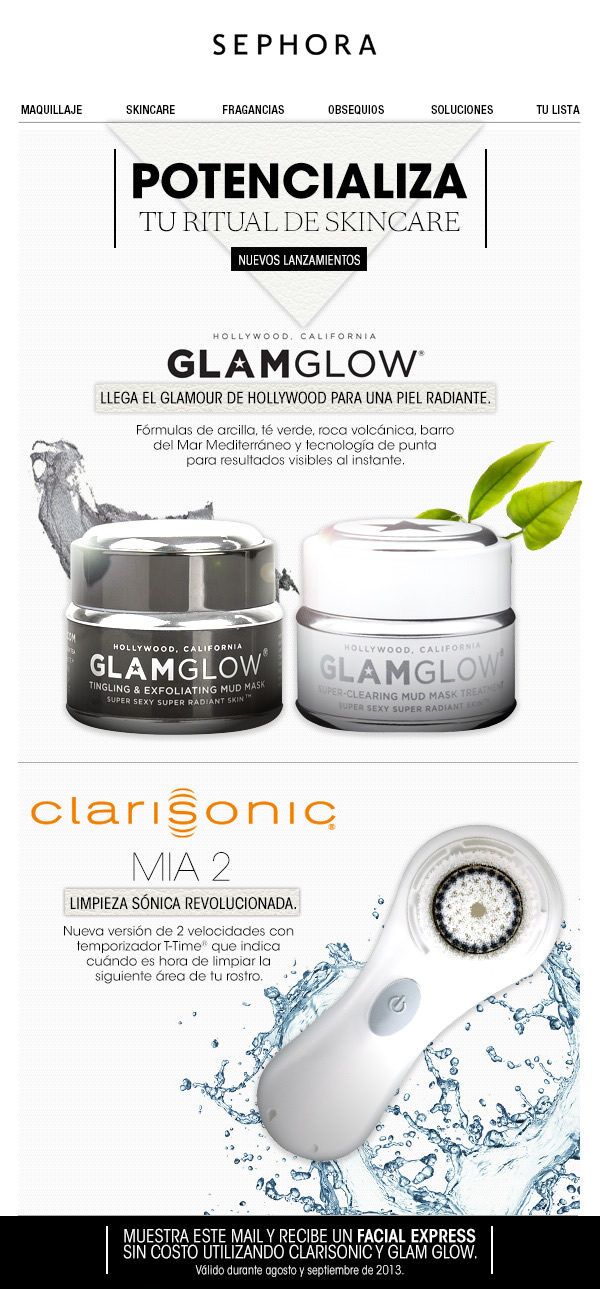 SEPHORA
MAQUILLAJE SKINCARE FRAGANCIAS OBSEQUIOS SOLUCIONES TU LISTA
POTENCIALIZA
TU RITUAL DE SKINCARE
NUEVOS LANZAMIENTOS
HOLLYWOOD, CALIFORNIA
GLAMGLOW®
LLEGA EL GLAMOUR DE HOLLYWOOD PARA UNA PIEL RADIANTE.
Fórmulas de arcilla, té verde, roca volcánica, barro
del Mar Mediterráneo y tecnología de punta
para resultados visibles al instante.
HOLLYWOOD, CALIFORNIA
GLAMGLOW®
TINGLING & EXFOLIATING MUD MASK
SUPER SEXY SUPER RADIANT SKIN™
HOLLYWOOD, CALIFORNIA
GLAMGLOW®
SUPER-CLEARING MUD MASK TREATMENT
SUPER SEXY SUPER RADIANT SKIN™
clarisonic®
MIA 2
LIMPIEZA SÓNICA REVOLUCIONADA.
Nueva versión de 2 velocidades con
temporizador T-Time® que indica
cuándo es hora de limpiar la
siguiente área de tu rostro.
MUESTRA ESTE MAIL Y RECIBE UN FACIAL EXPRESS
SIN COSTO UTILIZANDO CLARISONIC Y GLAM GLOW.
Válido durante agosto y septiembre de 2013.